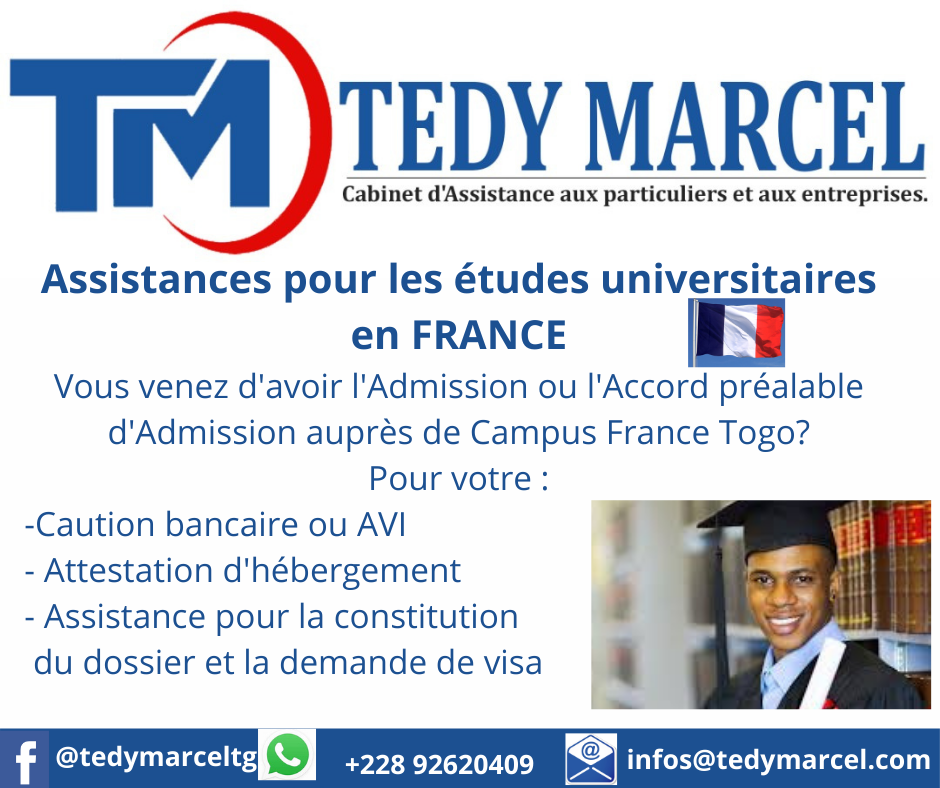 TM TEDY MARCEL
Cabinet d'Assistance aux particuliers et aux entreprises.
Assistances pour les études universitaires
en FRANCE
Vous venez d'avoir l'Admission ou l'Accord préalable
d'Admission auprès de Campus France Togo?
Pour votre :
-Caution bancaire ou AVI
- Attestation d'hébergement
- Assistance pour la constitution
du dossier et la demande de visa
f @tedymarceltg +228 92620409 @ infos@tedymarcel.com